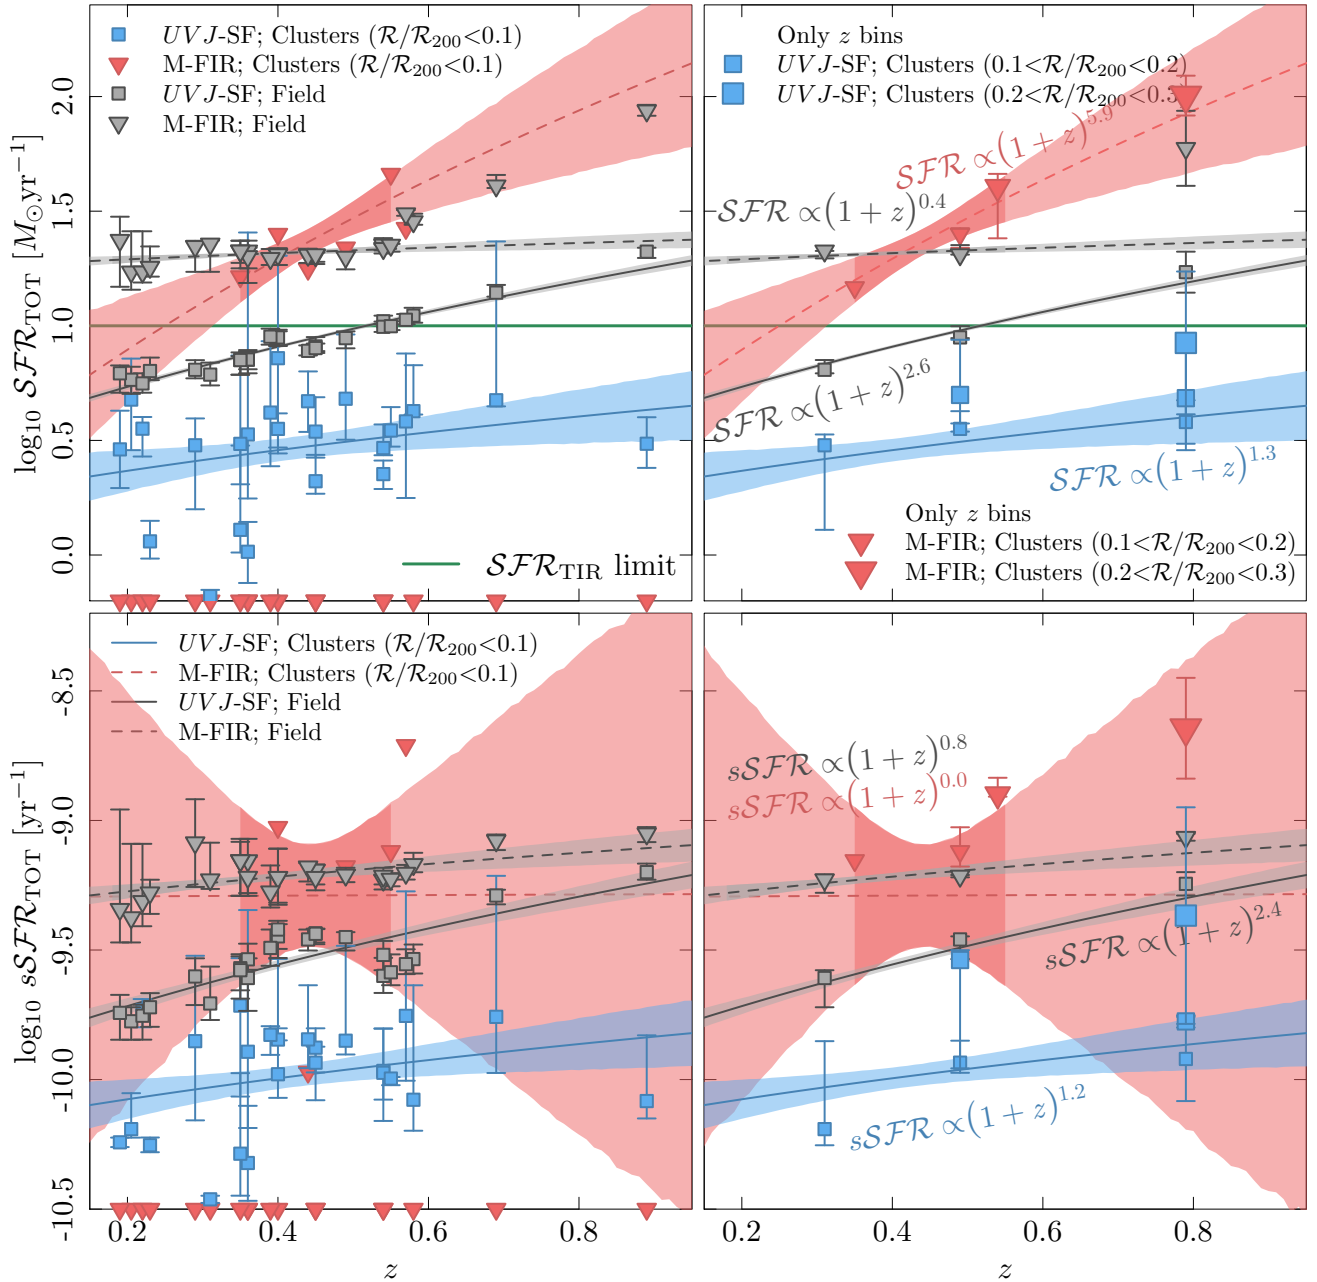 UVJ-SF; Clusters (R/R₂₀₀<0.1)
M-FIR; Clusters (R/R₂₀₀<0.1)
UVJ-SF; Field
M-FIR; Field
SFR_TIR limit
log₁₀ SFR_TOT [M_⊙yr⁻¹]
0.0
0.5
1.0
1.5
2.0
Only z bins
UVJ-SF; Clusters (0.1<R/R₂₀₀<0.2)
UVJ-SF; Clusters (0.2<R/R₂₀₀<0.3
SFR ∝(1 + z)^5.9
SFR ∝(1 + z)^0.4
SFR ∝(1 + z)^2.6
SFR ∝(1 + z)^1.3
Only z bins
M-FIR; Clusters (0.1<R/R₂₀₀<0.2)
M-FIR; Clusters (0.2<R/R₂₀₀<0.3)
UVJ-SF; Clusters (R/R₂₀₀<0.1)
M-FIR; Clusters (R/R₂₀₀<0.1)
UVJ-SF; Field
M-FIR; Field
log₁₀ sSFR_TOT [yr⁻¹]
-10.5
-10.0
-9.5
-9.0
-8.5
0.2 0.4 0.6 0.8
z
sSFR ∝(1 + z)^0.8
sSFR ∝(1 + z)^0.0
sSFR ∝(1 + z)^2.4
sSFR ∝(1 + z)^1.2
0.2 0.4 0.6 0.8
z